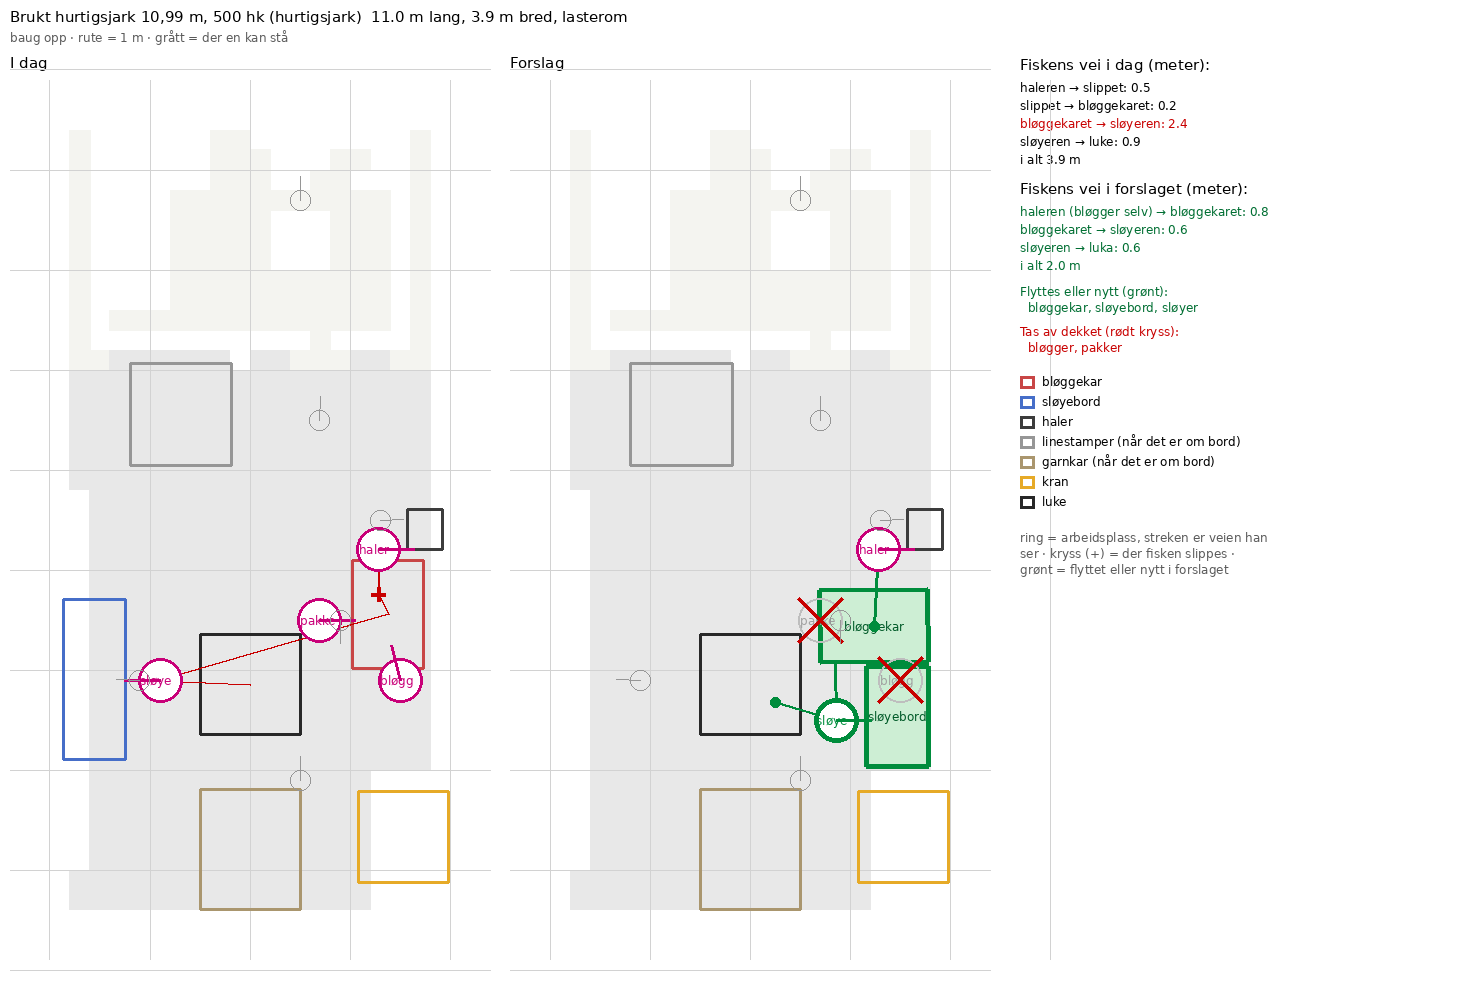 Brukt hurtigsjark 10,99 m, 500 hk (hurtigsjark)  11.0 m lang, 3.9 m bred, lasterom
baug opp · rute = 1 m · grått = der en kan stå
I dag
Forslag
haler
pakke
sløye
bløgg
haler
pakke
bløggekar
bløgg
sløye
sløyebord
Fiskens vei i dag (meter):
haleren → slippet: 0.5
slippet → bløggekaret: 0.2
bløggekaret → sløyeren: 2.4
sløyeren → luke: 0.9
i alt 3.9 m
Fiskens vei i forslaget (meter):
haleren (bløgger selv) → bløggekaret: 0.8
bløggekaret → sløyeren: 0.6
sløyeren → luka: 0.6
i alt 2.0 m
Flyttes eller nytt (grønt):
bløggekar, sløyebord, sløyer
Tas av dekket (rødt kryss):
bløgger, pakker
bløggekar
sløyebord
haler
linestamper (når det er om bord)
garnkar (når det er om bord)
kran
luke
ring = arbeidsplass, streken er veien han
ser · kryss (+) = der fisken slippes ·
grønt = flyttet eller nytt i forslaget